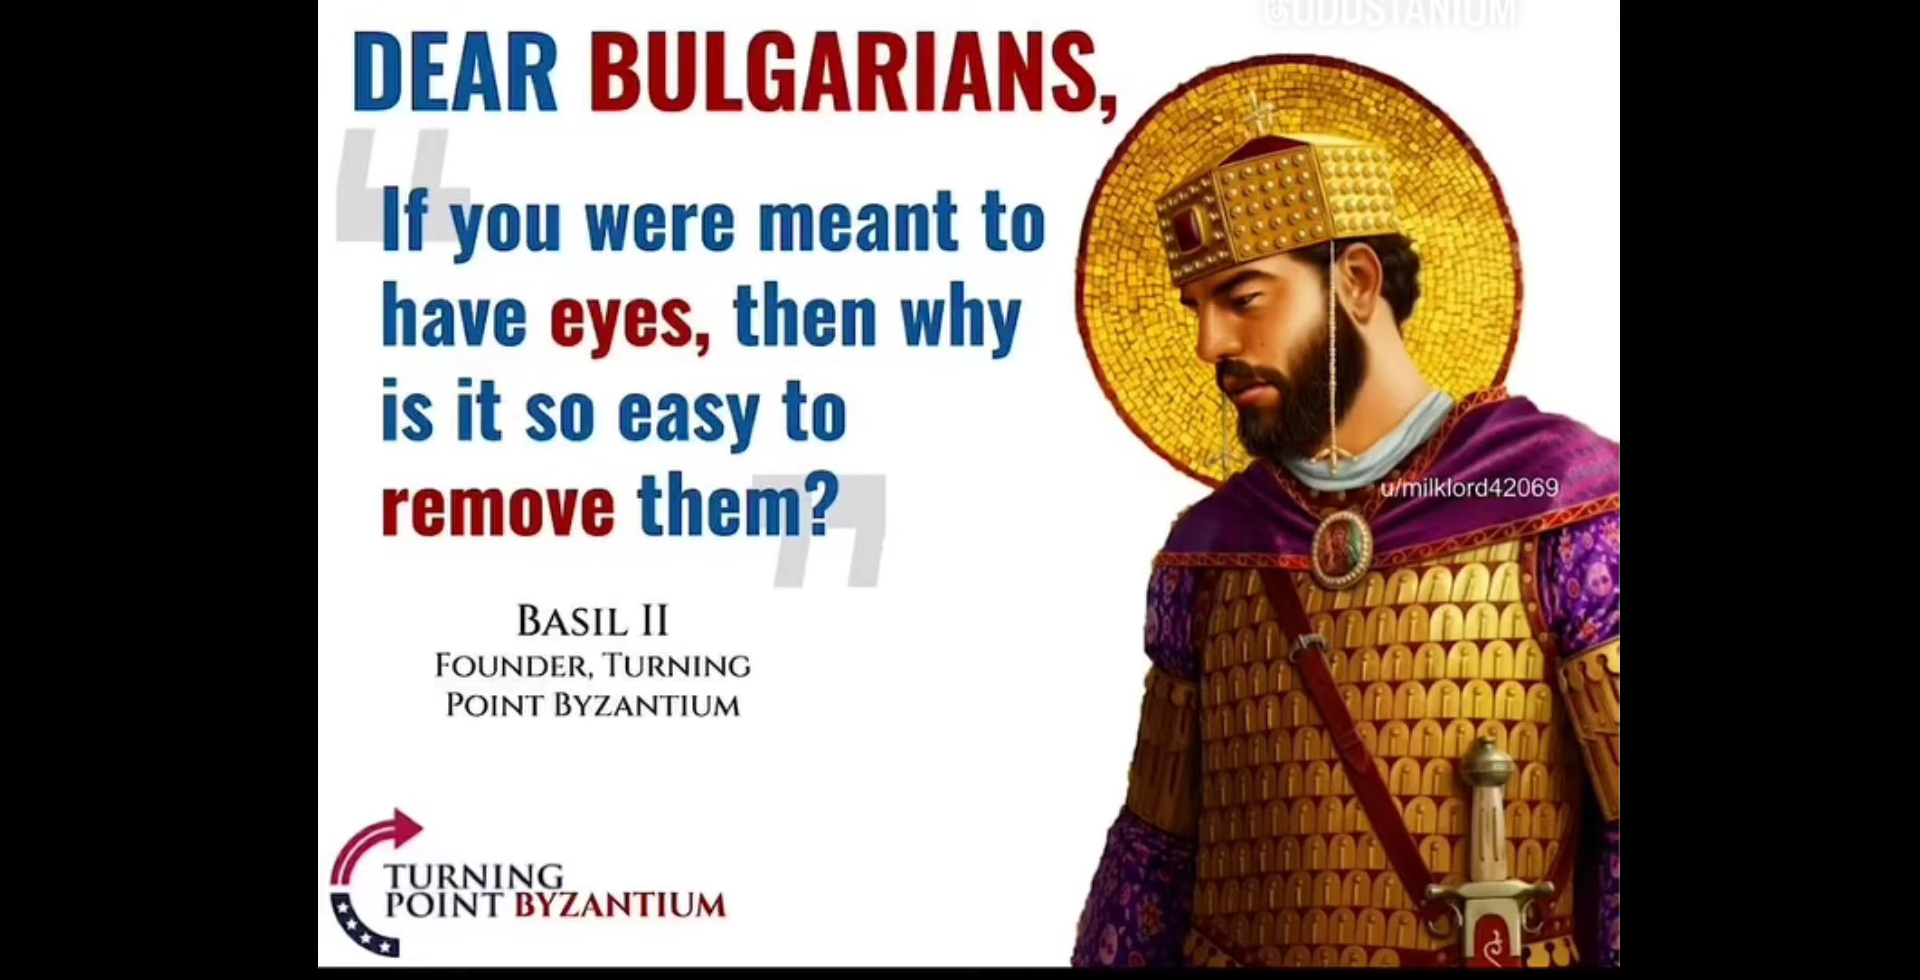 @ODDSTANIUM
DEAR BULGARIANS,
If you were meant to
have eyes, then why
is it so easy to
remove them?
u/milklord42069
BASIL II
FOUNDER, TURNING
POINT BYZANTIUM
TURNING
POINT BYZANTIUM